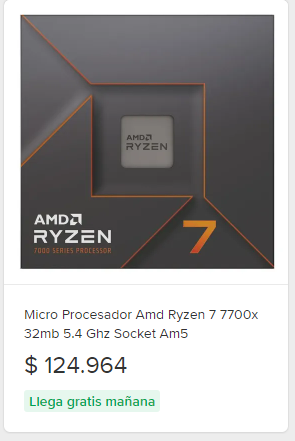 AMD
RYZEN
AMD
RYZEN
7000 SERIES PROCESSOR
7
Micro Procesador Amd Ryzen 7 7700x
32mb 5.4 Ghz Socket Am5
$ 124.964
Llega gratis mañana